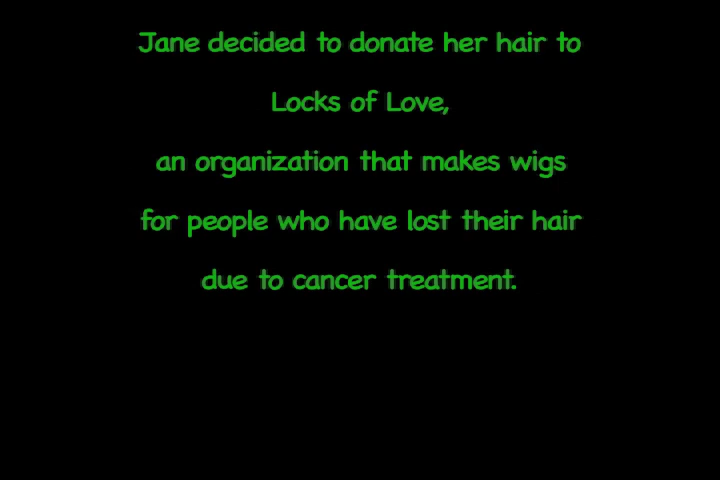 Jane decided to donate her hair to
Locks of Love,
an organization that makes wigs
for people who have lost their hair
due to cancer treatment.